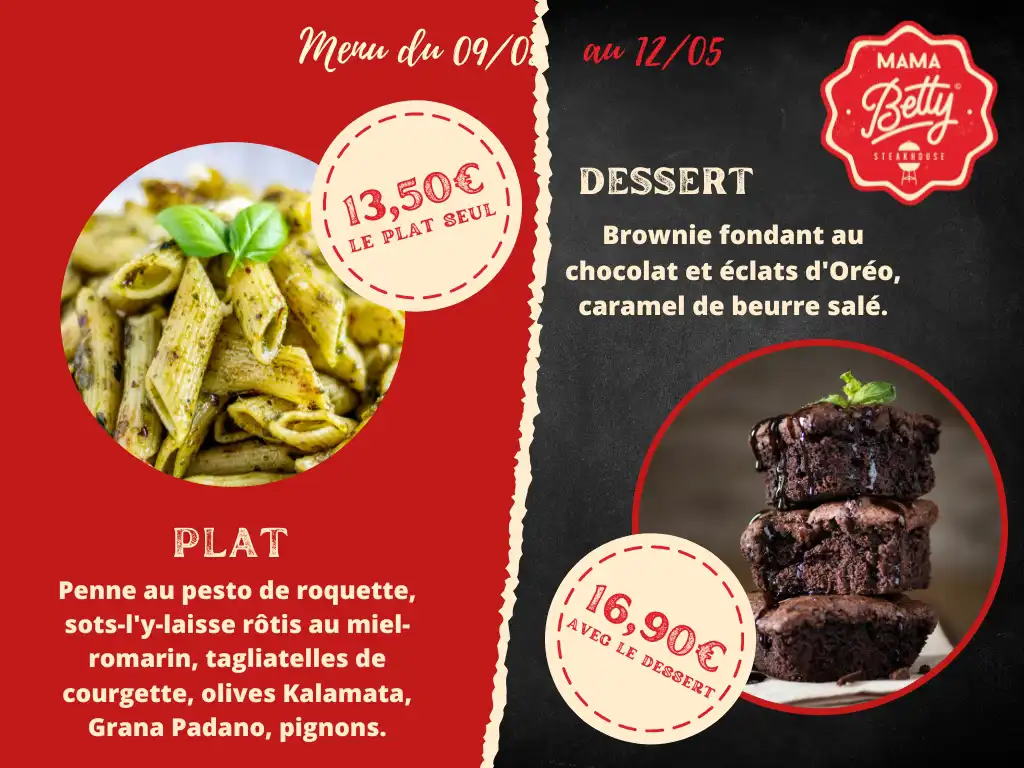 Menu du 09/0
au 12/05
MAMA
Betty
STEAKHOUSE
13,50€
LE PLAT SEUL
DESSERT
Brownie fondant au
chocolat et éclats d'Oréo,
caramel de beurre salé.
PLAT
Penne au pesto de roquette,
sots-l'y-laisse rôtis au miel-
romarin, tagliatelles de
courgette, olives Kalamata,
Grana Padano, pignons.
16,90€
AVEC LE DESSERT